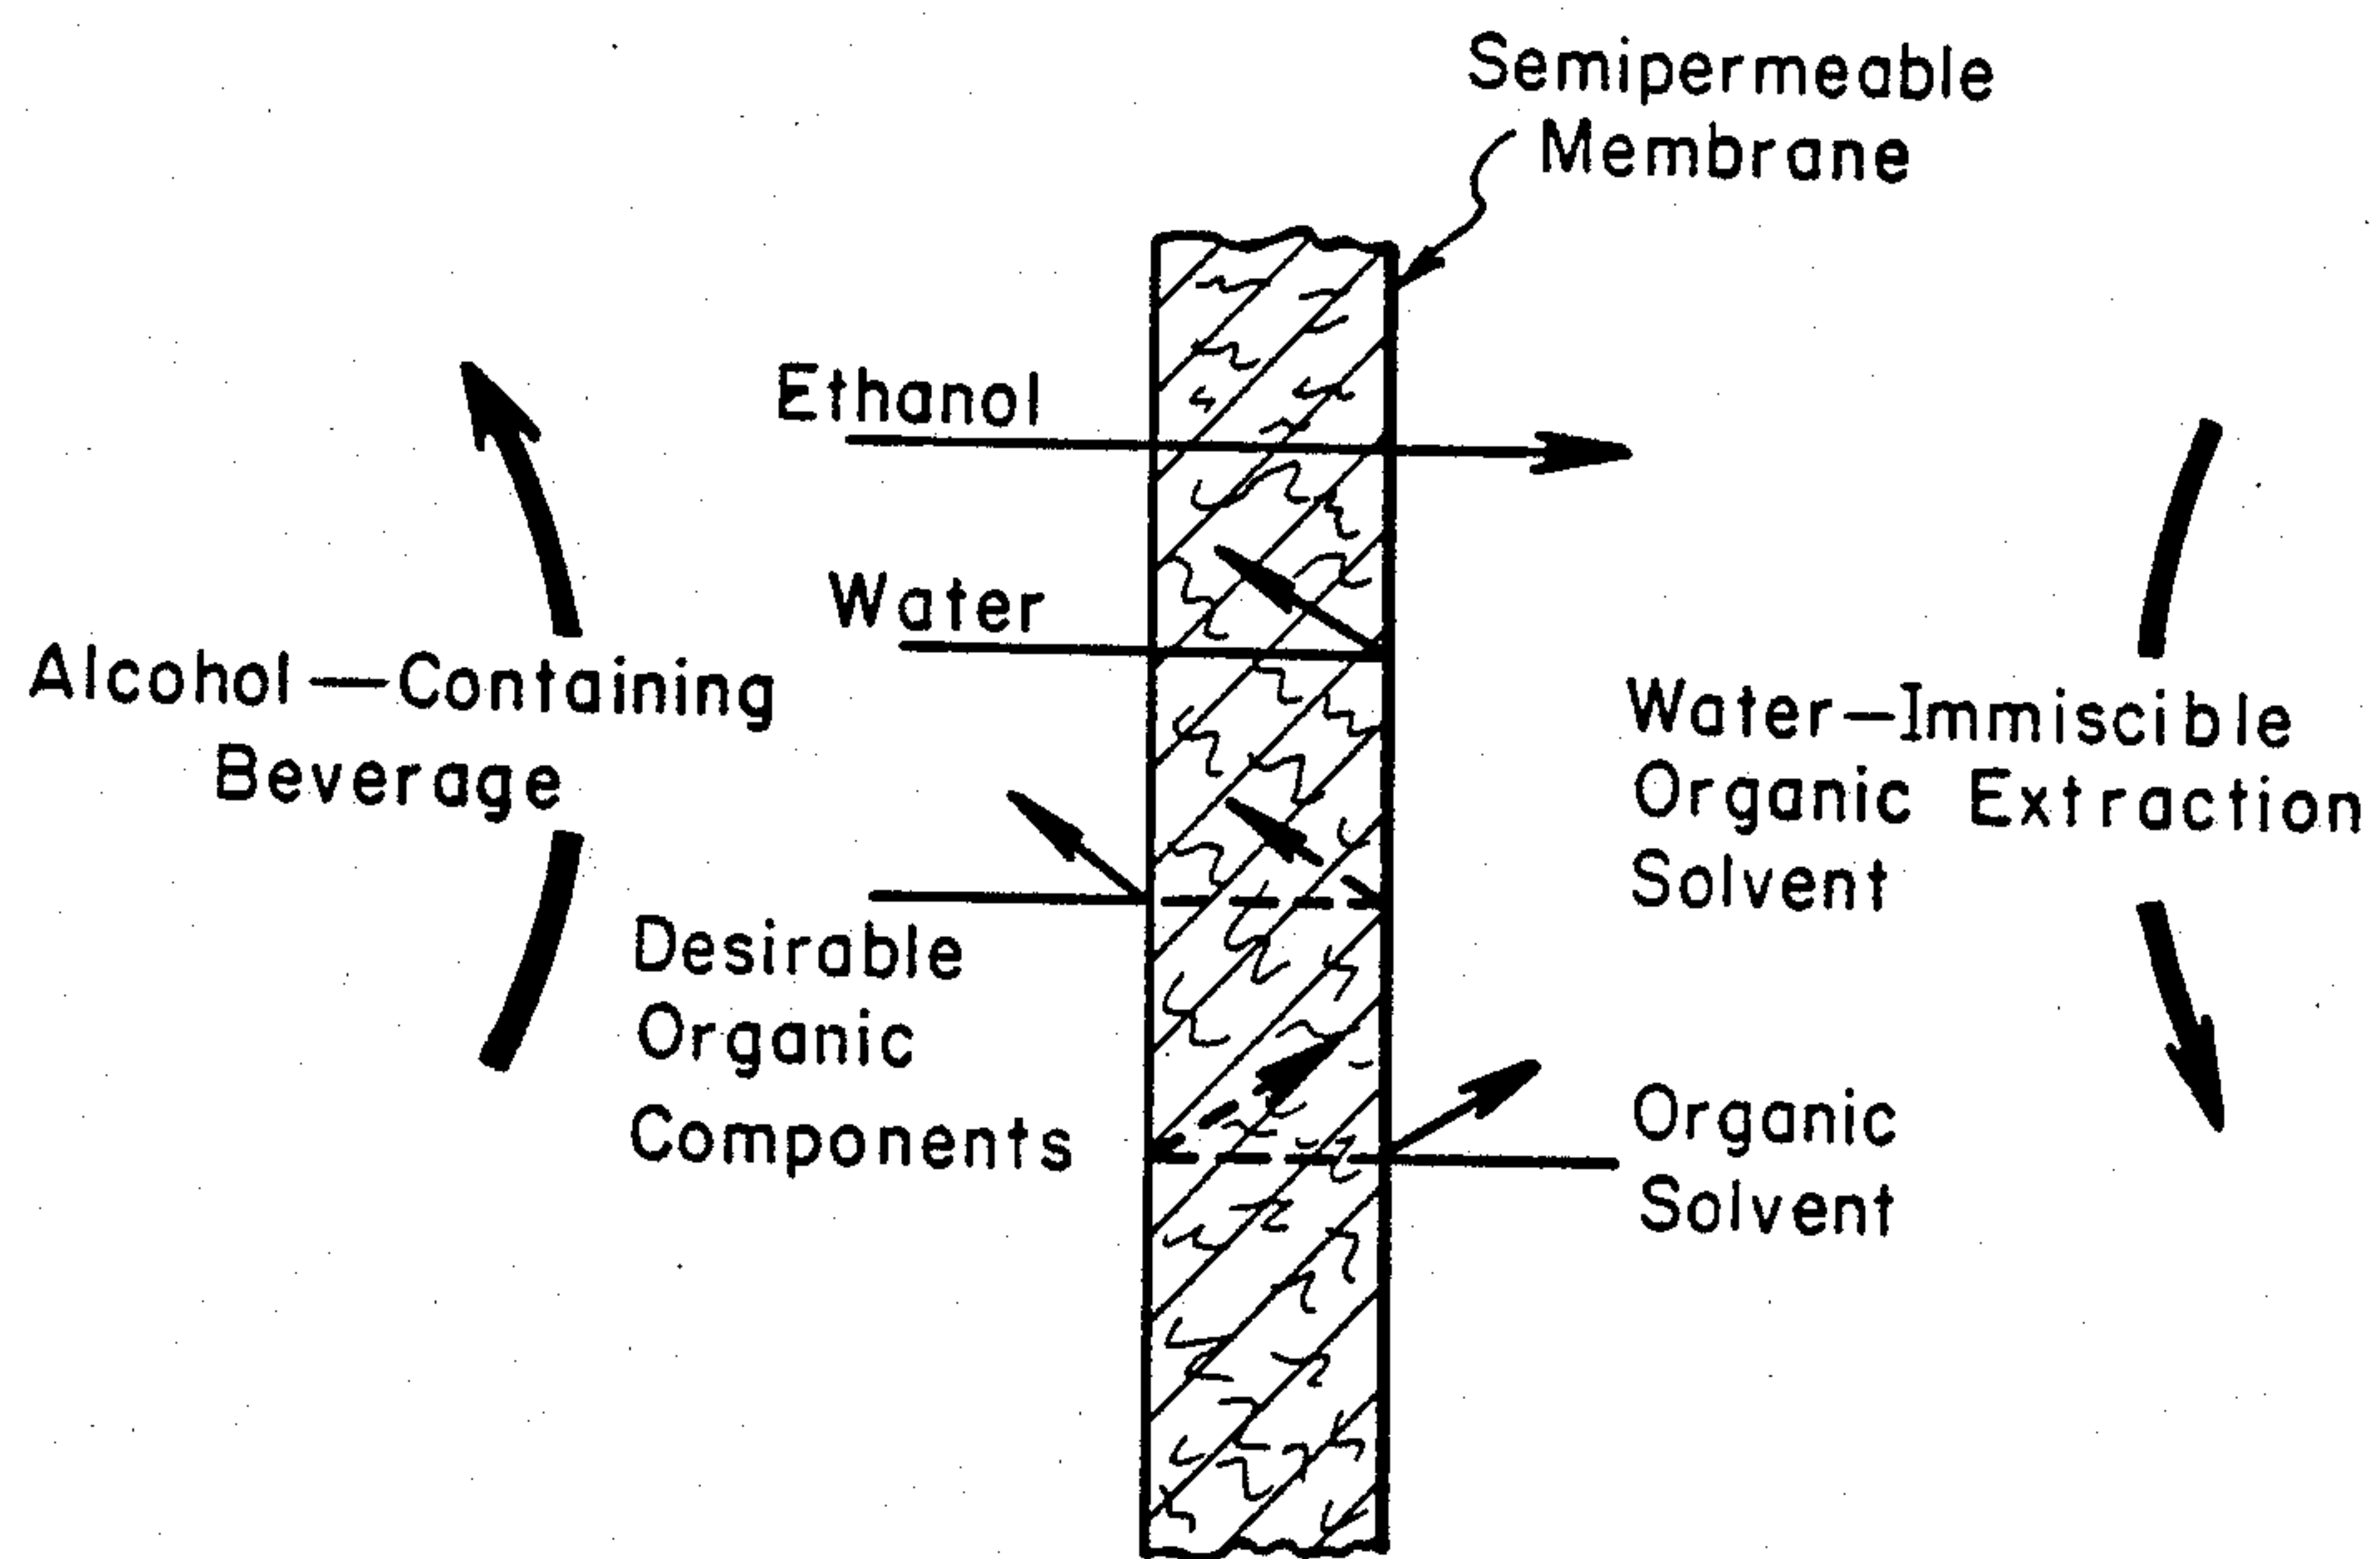 Semipermeable
Membrane
Ethanol
Water
Alcohol—Containing
Beverage
Water—Immiscible
Organic Extraction
Solvent
Desirable
Organic
Components
Organic
Solvent